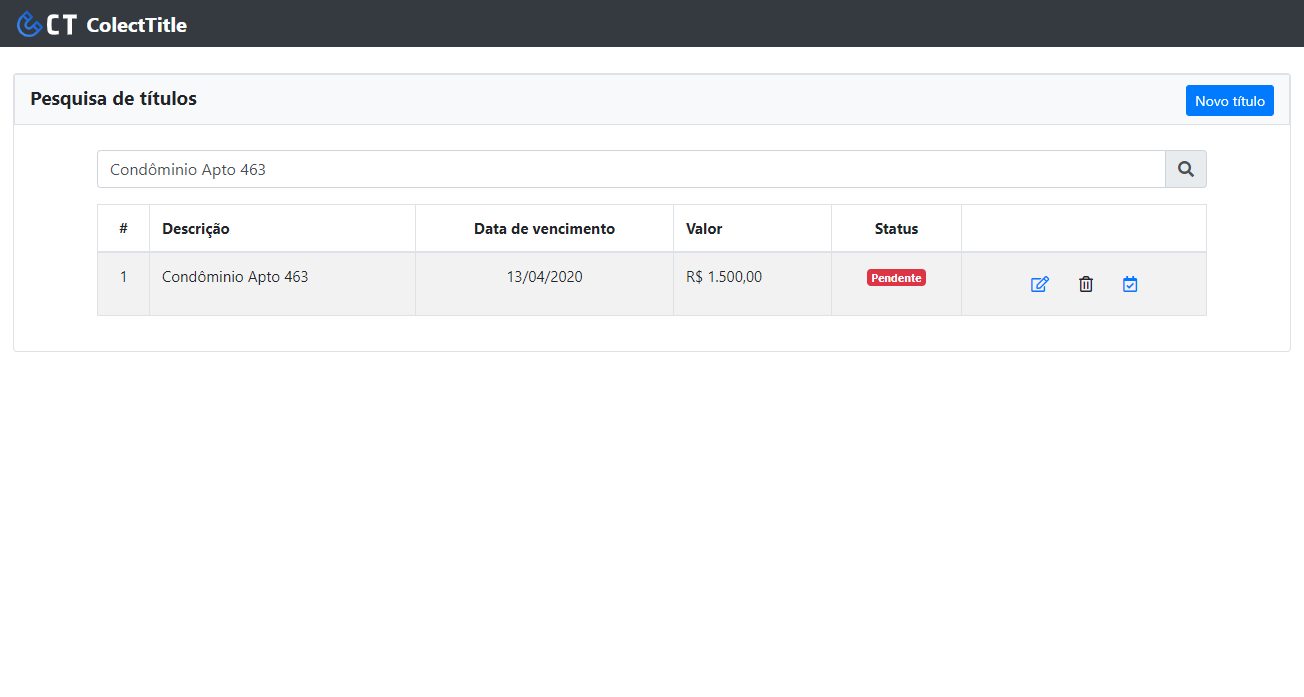 CT ColectTitle
Pesquisa de títulos
Novo título
Condôminio Apto 463
# Descrição Data de vencimento Valor Status
1 Condôminio Apto 463 13/04/2020 R$ 1.500,00 Pendente